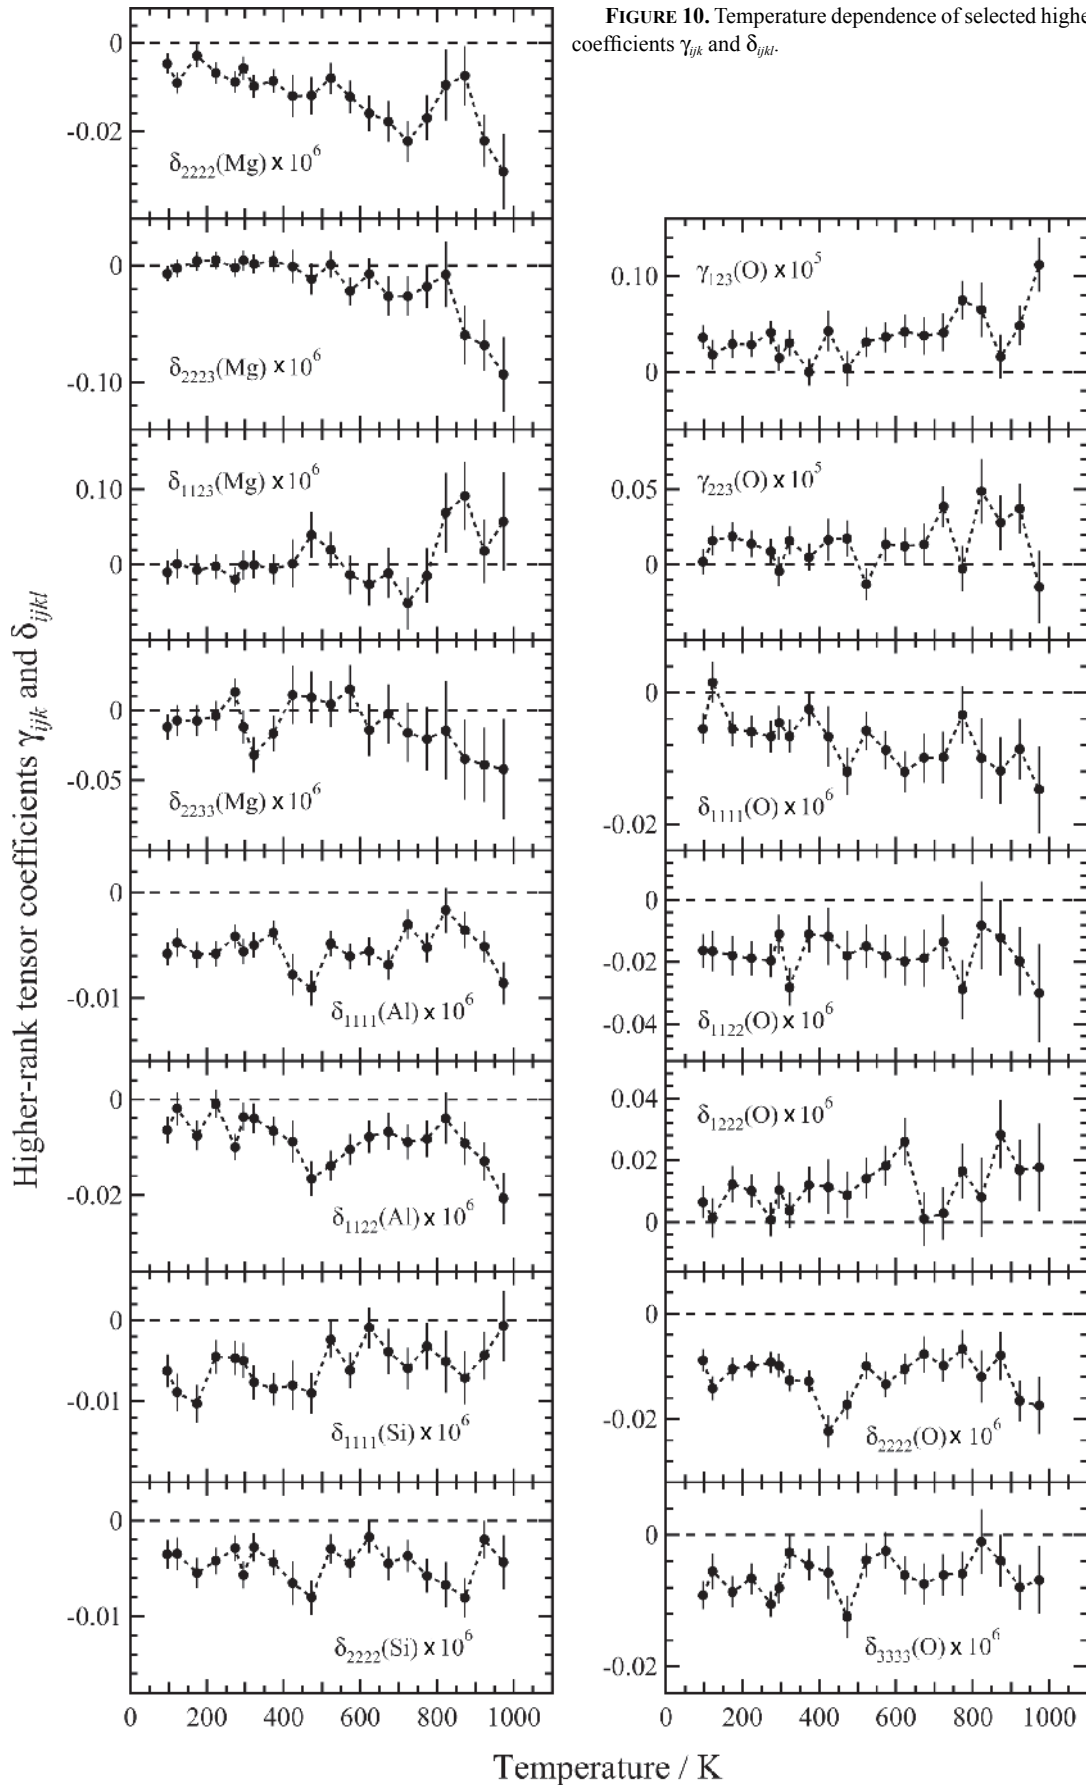 FIGURE 10. Temperature dependence of selected highe
coefficients γijk and δijkl.
Higher-rank tensor coefficients γijk and δijkl
0
-0.02
δ2222(Mg) x 10^6
0
-0.10
δ2223(Mg) x 10^6
0.10
0
δ1123(Mg) x 10^6
0
-0.05
δ2233(Mg) x 10^6
0
-0.01
δ1111(Al) x 10^6
0
-0.02
δ1122(Al) x 10^6
0
-0.01
δ1111(Si) x 10^6
0
-0.01
δ2222(Si) x 10^6
0 200 400 600 800 1000
0.10
0
γ123(O) x 10^5
0.05
0
γ223(O) x 10^5
0
-0.02
δ1111(O) x 10^6
0
-0.02
-0.04
δ1122(O) x 10^6
0.04
0.02
0
δ1222(O) x 10^6
0
-0.02
δ2222(O) x 10^6
0
-0.02
δ3333(O) x 10^6
0 200 400 600 800 1000
Temperature / K